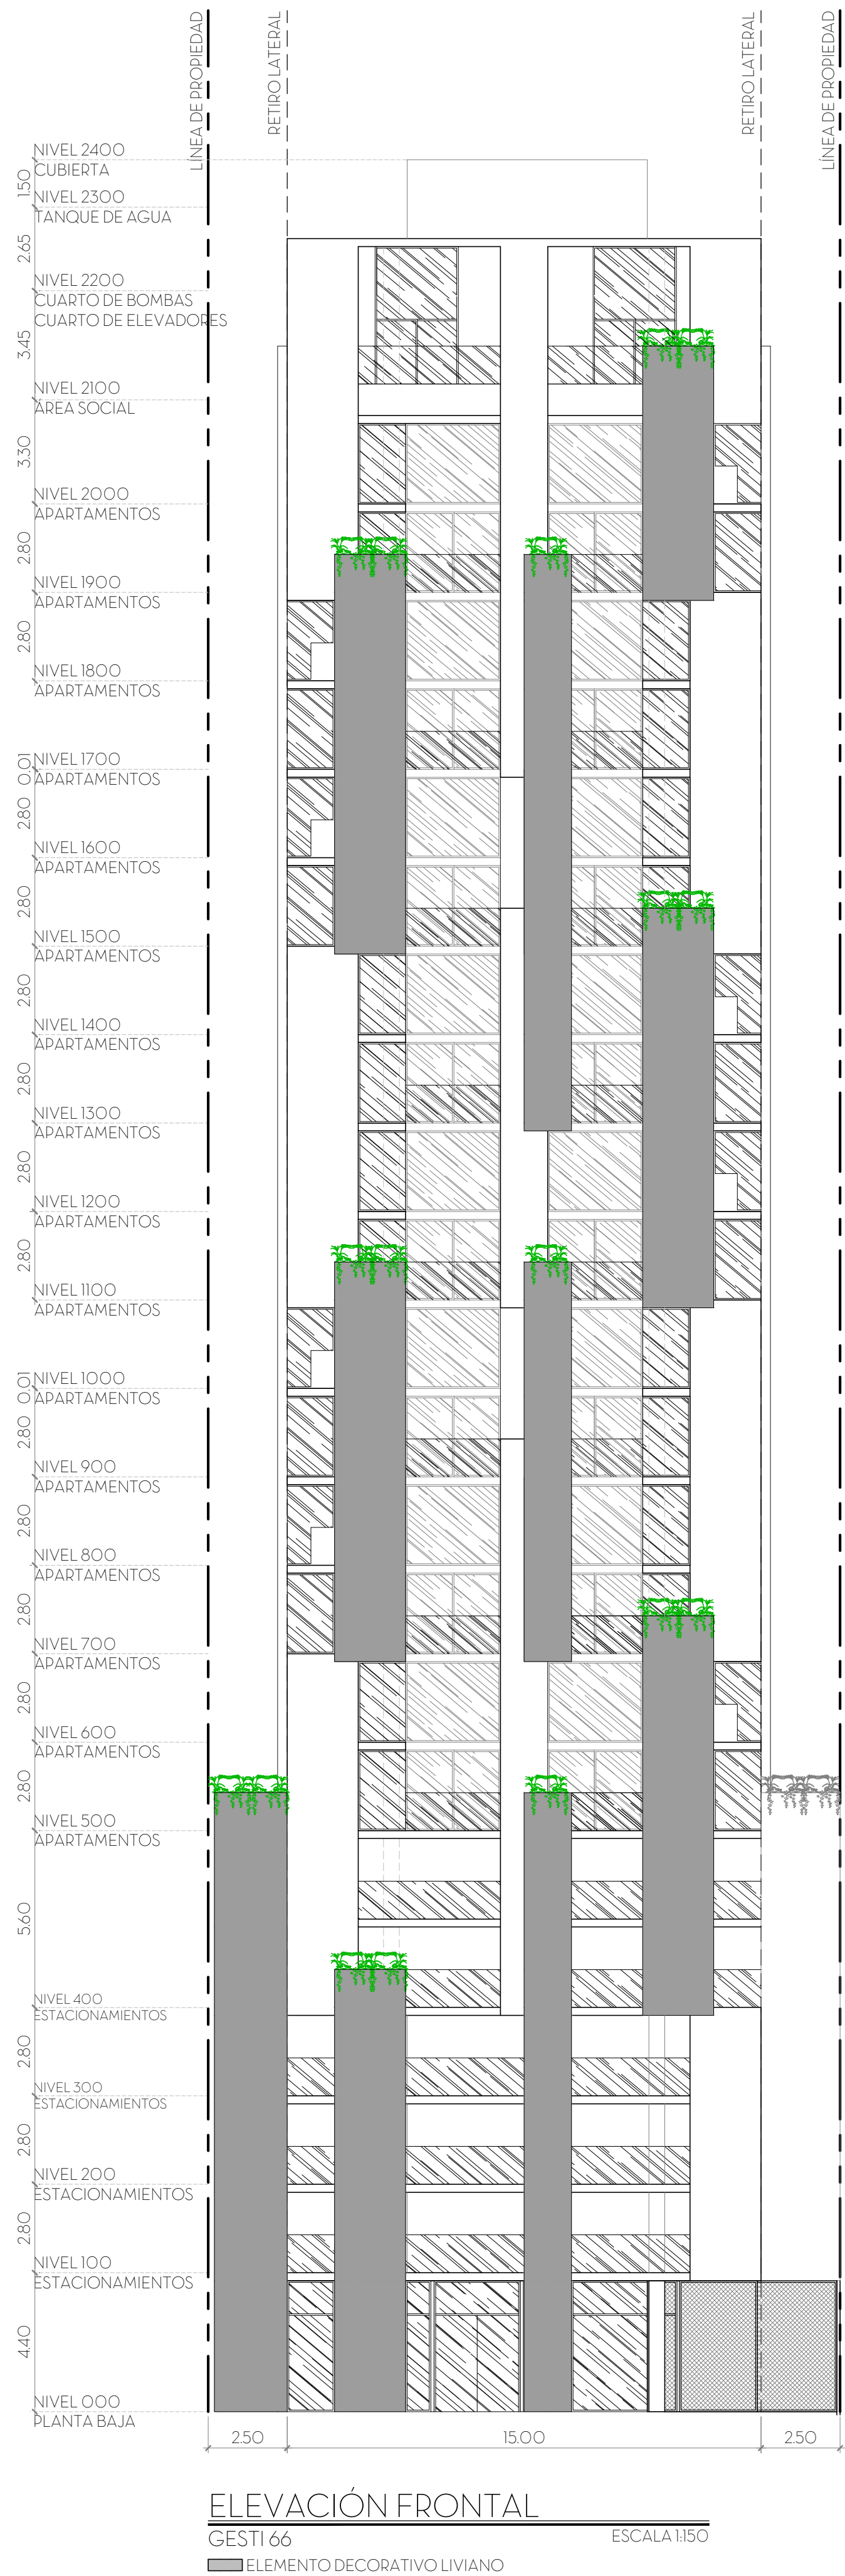 LÍNEA DE PROPIEDAD
RETIRO LATERAL
RETIRO LATERAL
LÍNEA DE PROPIEDAD
NIVEL 2400
CUBIERTA
1.50
NIVEL 2300
TANQUE DE AGUA
2.65
NIVEL 2200
CUARTO DE BOMBAS
CUARTO DE ELEVADORES
3.45
NIVEL 2100
ÁREA SOCIAL
3.30
NIVEL 2000
APARTAMENTOS
2.80
NIVEL 1900
APARTAMENTOS
2.80
NIVEL 1800
APARTAMENTOS
NIVEL 1700
0.01
APARTAMENTOS
2.80
NIVEL 1600
APARTAMENTOS
2.80
NIVEL 1500
APARTAMENTOS
2.80
NIVEL 1400
APARTAMENTOS
2.80
NIVEL 1300
APARTAMENTOS
2.80
NIVEL 1200
APARTAMENTOS
2.80
NIVEL 1100
APARTAMENTOS
NIVEL 1000
0.01
APARTAMENTOS
2.80
NIVEL 900
APARTAMENTOS
2.80
NIVEL 800
APARTAMENTOS
2.80
NIVEL 700
APARTAMENTOS
2.80
NIVEL 600
APARTAMENTOS
2.80
NIVEL 500
APARTAMENTOS
5.60
NIVEL 400
ESTACIONAMIENTOS
2.80
NIVEL 300
ESTACIONAMIENTOS
2.80
NIVEL 200
ESTACIONAMIENTOS
2.80
NIVEL 100
ESTACIONAMIENTOS
4.40
NIVEL 000
PLANTA BAJA
2.50 15.00 2.50
ELEVACIÓN FRONTAL
GESTI 66 ESCALA 1:150
ELEMENTO DECORATIVO LIVIANO